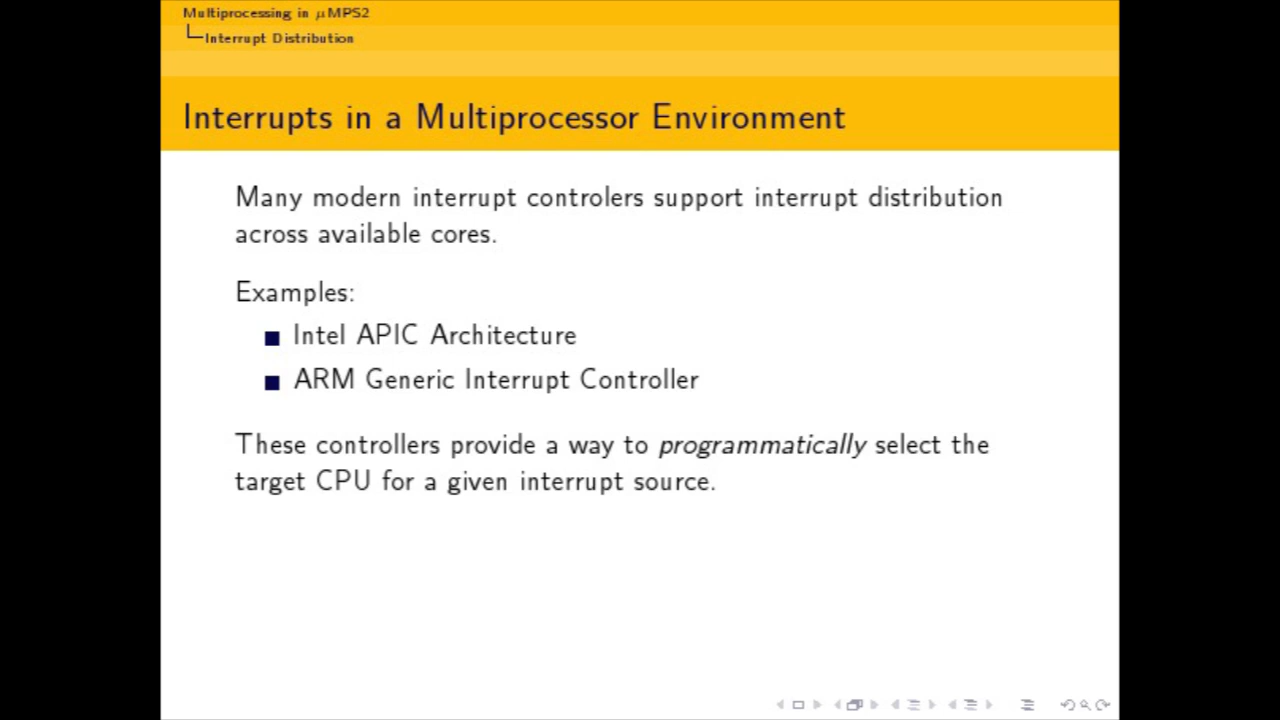 Multiprocessing in μMPS2
Interrupt Distribution
Interrupts in a Multiprocessor Environment
Many modern interrupt controlers support interrupt distribution
across available cores.
Examples:
Intel APIC Architecture
ARM Generic Interrupt Controller
These controllers provide a way to programmatically select the
target CPU for a given interrupt source.